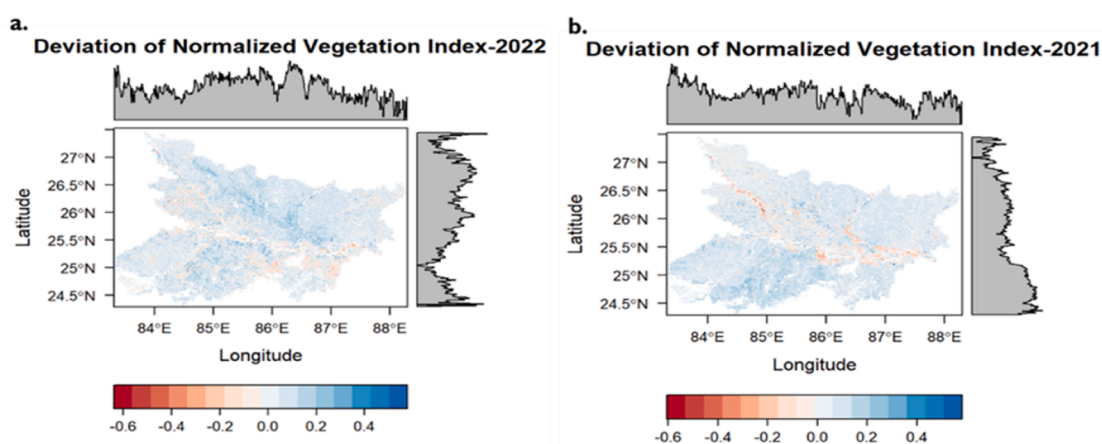 a.
Deviation of Normalized Vegetation Index-2022
Latitude
27°N
26.5°N
26°N
25.5°N
25°N
24.5°N
84°E 85°E 86°E 87°E 88°E
Longitude
-0.6 -0.4 -0.2 0.0 0.2 0.4
b.
Deviation of Normalized Vegetation Index-2021
Latitude
27°N
26.5°N
26°N
25.5°N
25°N
24.5°N
84°E 85°E 86°E 87°E 88°E
Longitude
-0.6 -0.4 -0.2 0.0 0.2 0.4